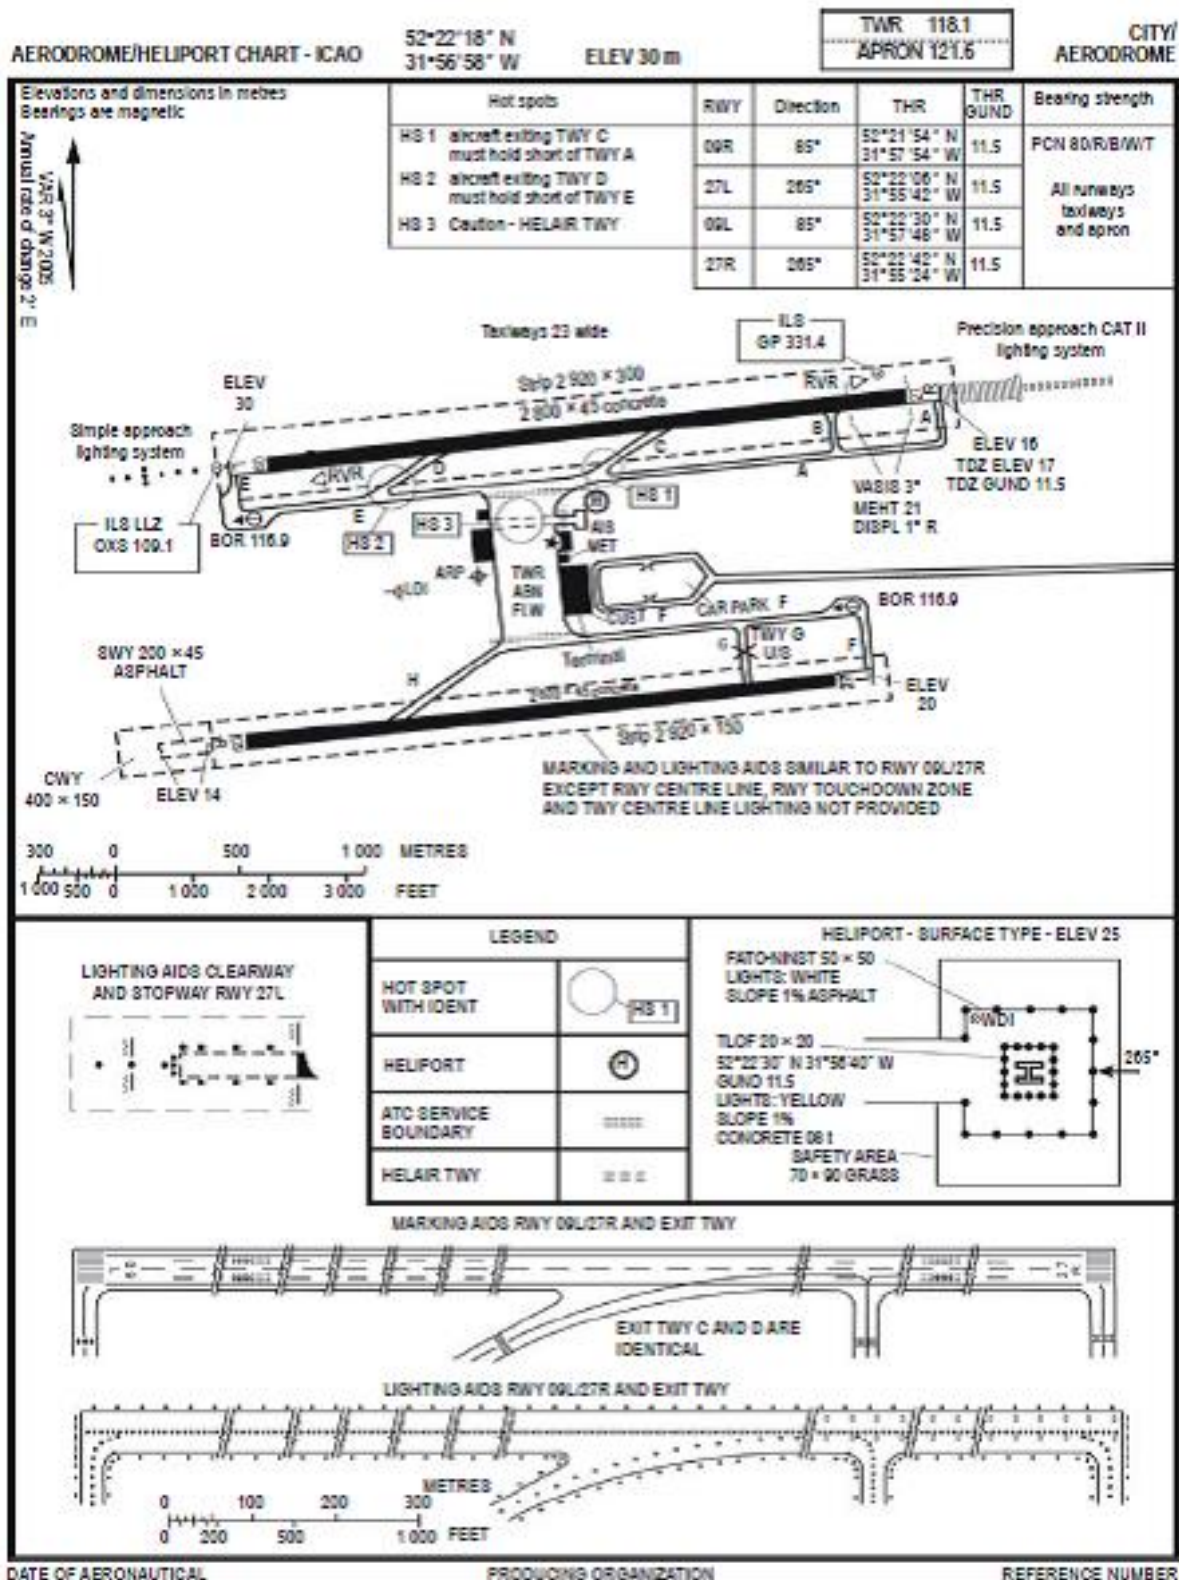 AERODROME/HELIPORT CHART - ICAO
52°22'18" N
31°56'58" W
ELEV 30 m
TWR 118.1
APRON 121.6
CITY/
AERODROME
Elevations and dimensions in metres
Bearings are magnetic
VAR 3° W 2005
Annual rate of change 2' E
Hot spots
HS 1 aircraft exiting TWY C
must hold short of TWY A
HS 2 aircraft exiting TWY D
must hold short of TWY E
HS 3 Caution - HELAIR TWY
RWY Direction THR THR GUND Bearing strength
09R 85° 52°21'54" N 31°57'54" W 11.5
27L 265° 52°22'06" N 31°55'42" W 11.5
09L 85° 52°22'30" N 31°57'48" W 11.5
27R 265° 52°22'42" N 31°55'24" W 11.5
PCN 80/R/B/W/T
All runways
taxiways
and apron
Taxiways 23 wide
ILS
GP 331.4
Precision approach CAT II
lighting system
ELEV
30
Strip 2 920 × 300
2 800 × 45 concrete
RVR
Simple approach
lighting system
RVR
A
B
C
D
E
E
A
ELEV 16
TDZ ELEV 17
TDZ GUND 11.5
VASIS 3°
MEHT 21
DISPL 1° R
ILS LLZ
OXS 109.1
BOR 116.9
HS 2
HS 3
HS 1
H
AIS
MET
ARP
LDI
TWR
ABN
FLW
CUST F
CAR PARK F
BOR 116.9
Terminal
G
TWY G
U/S
F
ELEV
20
SWY 200 × 45
ASPHALT
H
Strip 2 920 × 150
CWY
400 × 150
ELEV 14
MARKING AND LIGHTING AIDS SIMILAR TO RWY 09L/27R
EXCEPT RWY CENTRE LINE, RWY TOUCHDOWN ZONE
AND TWY CENTRE LINE LIGHTING NOT PROVIDED
300 0 500 1 000 METRES
1 000 500 0 1 000 2 000 3 000 FEET
LIGHTING AIDS CLEARWAY
AND STOPWAY RWY 27L
LEGEND
HOT SPOT
WITH IDENT
HS 1
HELIPORT
H
ATC SERVICE
BOUNDARY
HELAIR TWY
HELIPORT - SURFACE TYPE - ELEV 25
FATO-NINST 50 × 50
LIGHTS: WHITE
SLOPE 1% ASPHALT
WDI
TLOF 20 × 20
52°22'30" N 31°56'40" W
GUND 11.5
LIGHTS: YELLOW
SLOPE 1%
CONCRETE 08 t
SAFETY AREA
70 × 90 GRASS
H
265°
MARKING AIDS RWY 09L/27R AND EXIT TWY
EXIT TWY C AND D ARE
IDENTICAL
LIGHTING AIDS RWY 09L/27R AND EXIT TWY
METRES
0 100 200 300
0 200 500 1 000 FEET
DATE OF AERONAUTICAL
PRODUCING ORGANIZATION
REFERENCE NUMBER